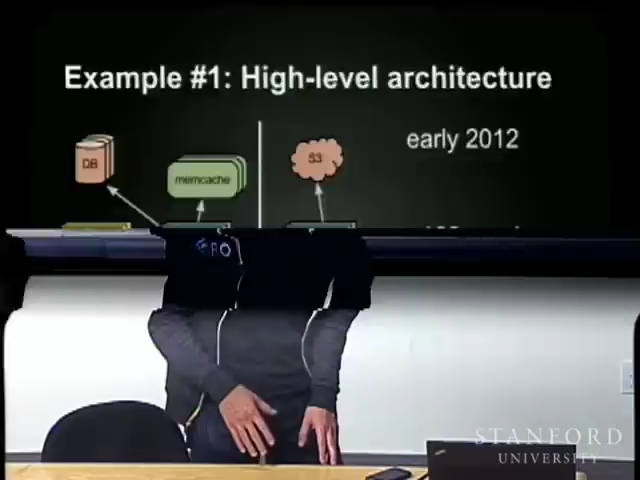 Example #1: High-level architecture
early 2012
DB
memcache
S3
STANFORD
UNIVERSITY